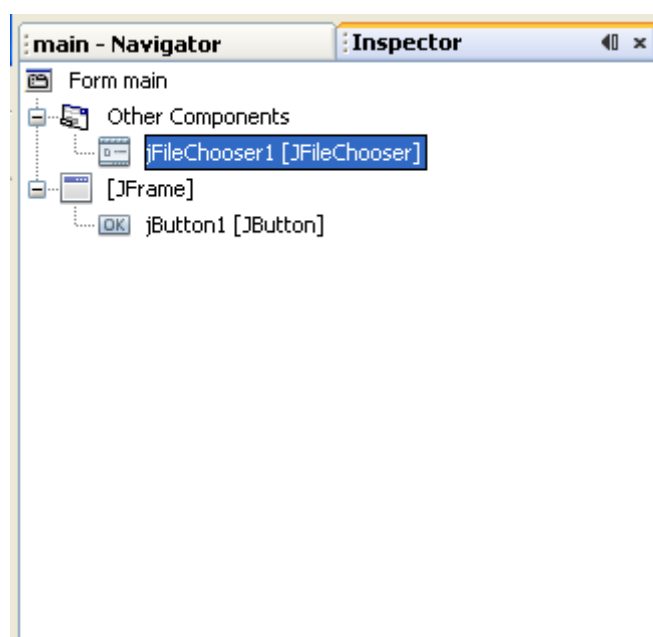 main - Navigator
Inspector
Form main
Other Components
jFileChooser1 [JFileChooser]
[JFrame]
OK jButton1 [JButton]